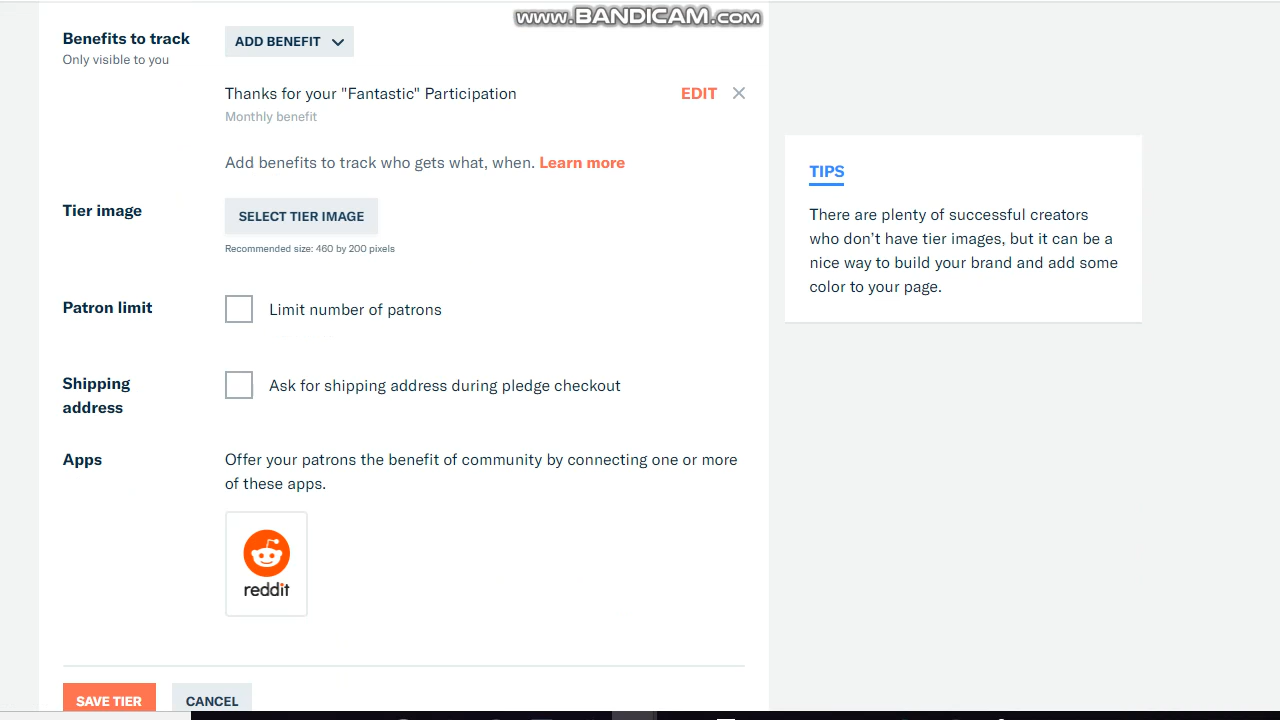 www.BANDICAM.com
Benefits to track
Only visible to you
ADD BENEFIT
Thanks for your "Fantastic" Participation
EDIT
Monthly benefit
Add benefits to track who gets what, when. Learn more
Tier image
SELECT TIER IMAGE
Recommended size: 460 by 200 pixels
Patron limit
Limit number of patrons
Shipping
address
Ask for shipping address during pledge checkout
Apps
Offer your patrons the benefit of community by connecting one or more
of these apps.
reddit
SAVE TIER
CANCEL
TIPS
There are plenty of successful creators
who don’t have tier images, but it can be a
nice way to build your brand and add some
color to your page.